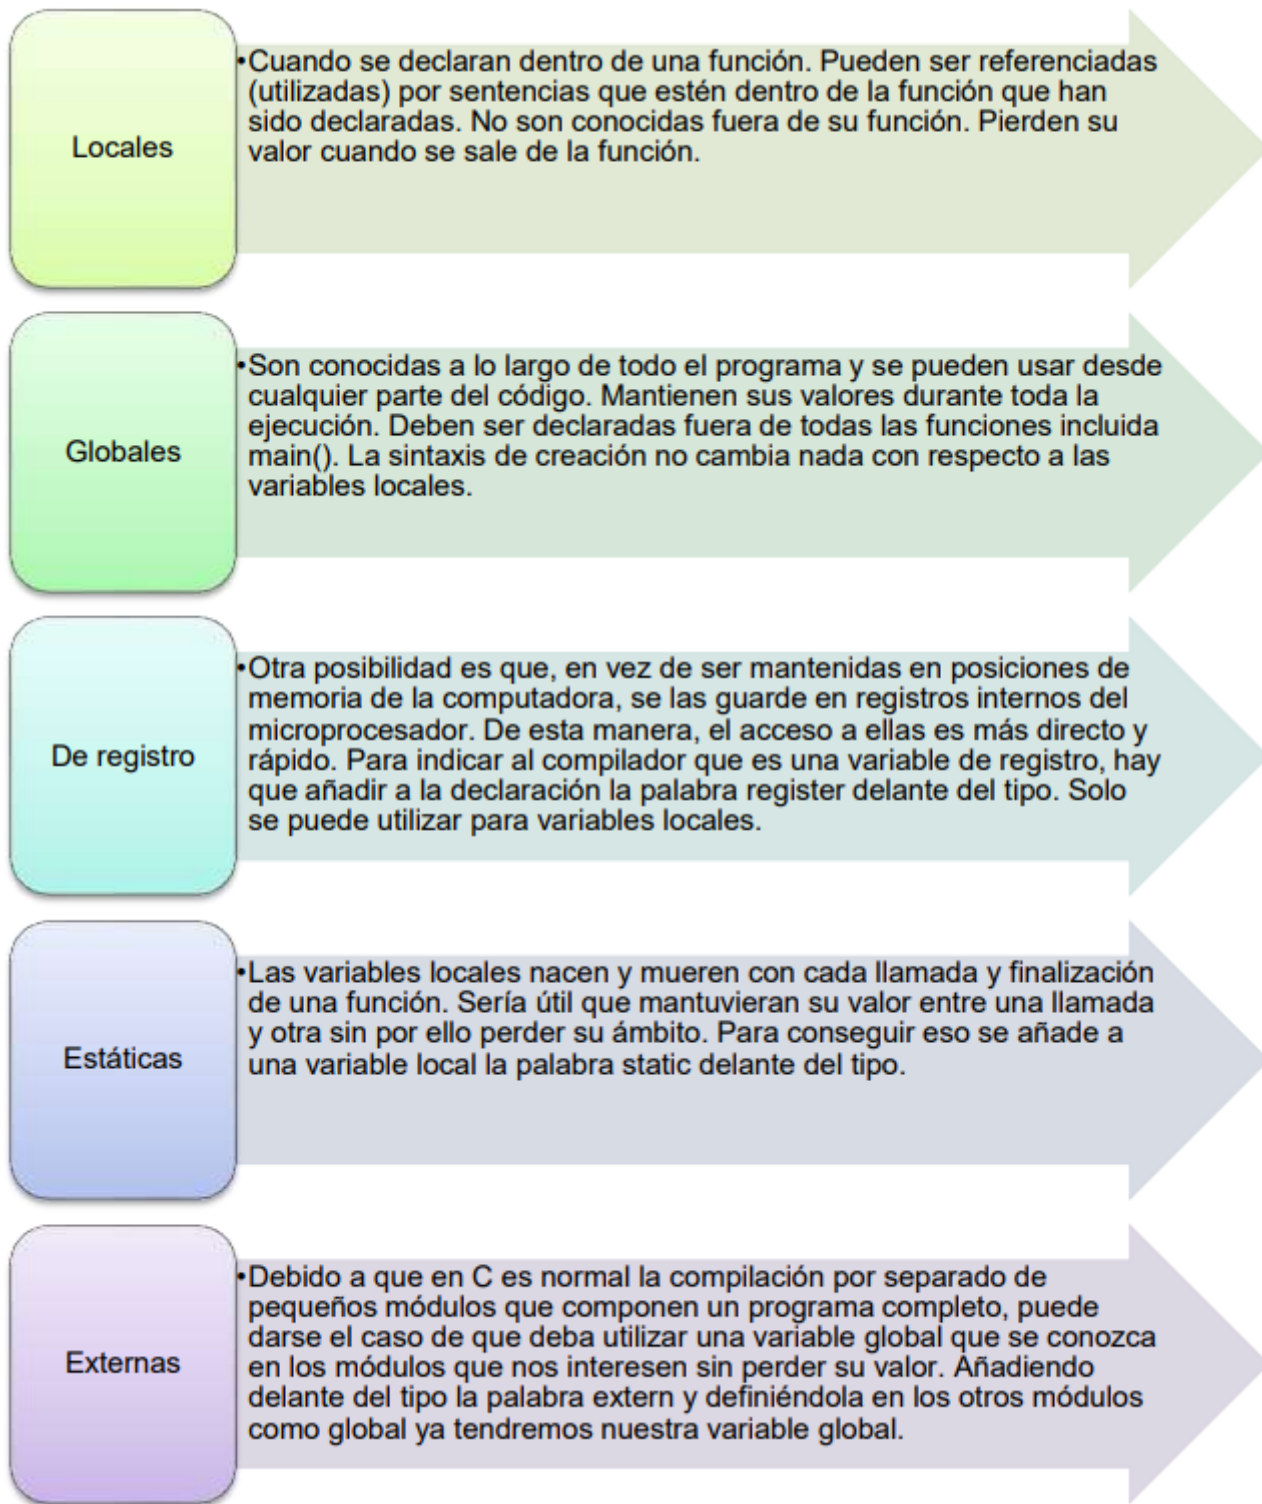 Locales
•Cuando se declaran dentro de una función. Pueden ser referenciadas
(utilizadas) por sentencias que estén dentro de la función que han
sido declaradas. No son conocidas fuera de su función. Pierden su
valor cuando se sale de la función.
Globales
•Son conocidas a lo largo de todo el programa y se pueden usar desde
cualquier parte del código. Mantienen sus valores durante toda la
ejecución. Deben ser declaradas fuera de todas las funciones incluida
main(). La sintaxis de creación no cambia nada con respecto a las
variables locales.
De registro
•Otra posibilidad es que, en vez de ser mantenidas en posiciones de
memoria de la computadora, se las guarde en registros internos del
microprocesador. De esta manera, el acceso a ellas es más directo y
rápido. Para indicar al compilador que es una variable de registro, hay
que añadir a la declaración la palabra register delante del tipo. Solo
se puede utilizar para variables locales.
Estáticas
•Las variables locales nacen y mueren con cada llamada y finalización
de una función. Sería útil que mantuvieran su valor entre una llamada
y otra sin por ello perder su ámbito. Para conseguir eso se añade a
una variable local la palabra static delante del tipo.
Externas
•Debido a que en C es normal la compilación por separado de
pequeños módulos que componen un programa completo, puede
darse el caso de que deba utilizar una variable global que se conozca
en los módulos que nos interesen sin perder su valor. Añadiendo
delante del tipo la palabra extern y definiéndola en los otros módulos
como global ya tendremos nuestra variable global.